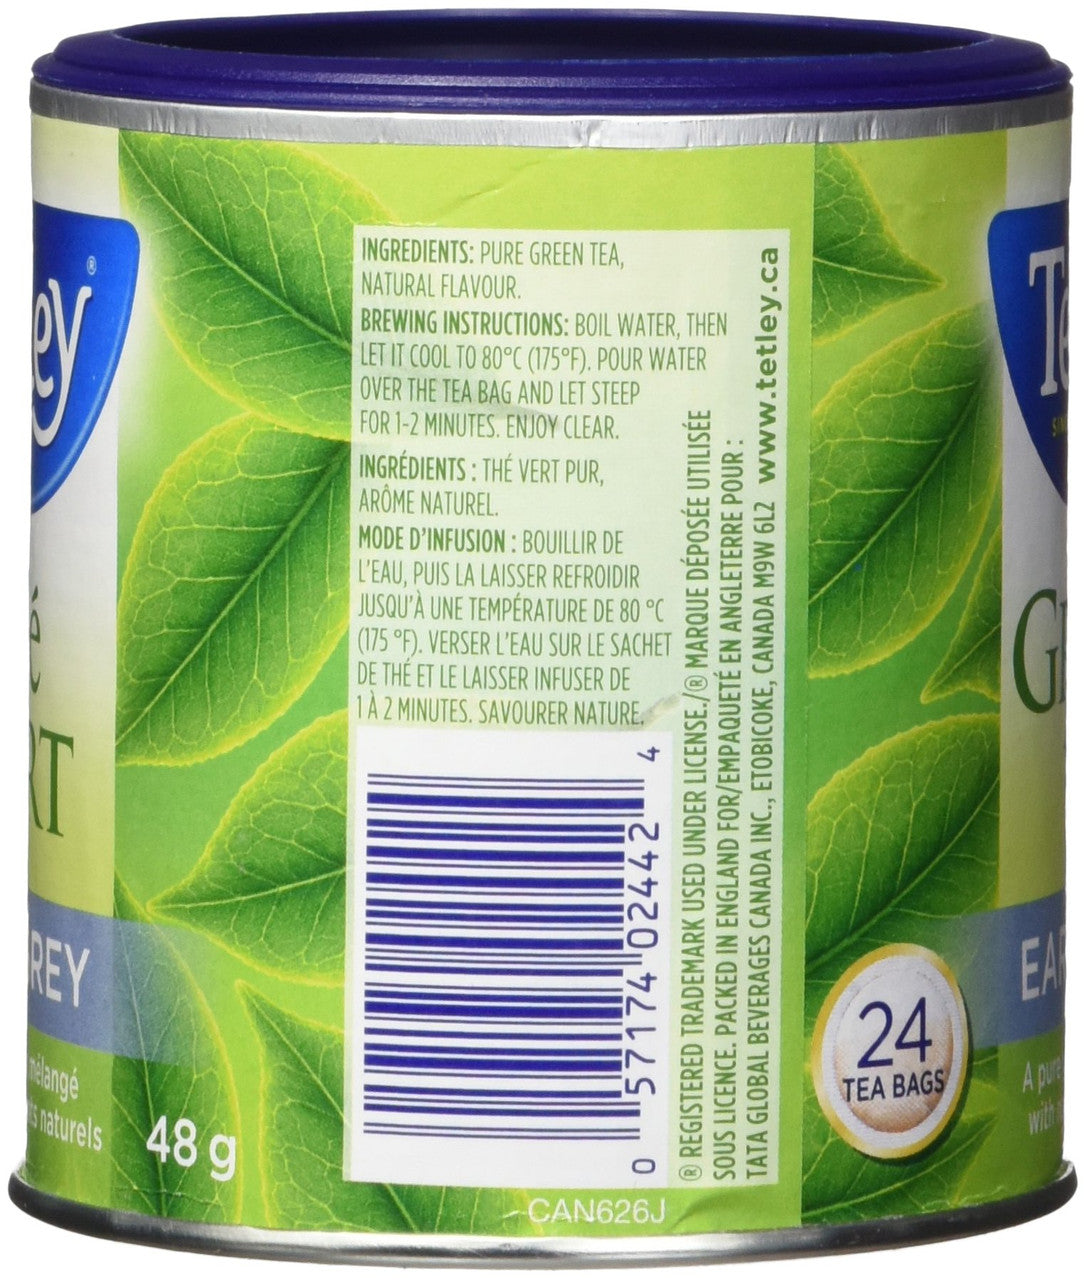 INGREDIENTS: PURE GREEN TEA,
NATURAL FLAVOUR.
BREWING INSTRUCTIONS: BOIL WATER, THEN
LET IT COOL TO 80°C (175°F). POUR WATER
OVER THE TEA BAG AND LET STEEP
FOR 1-2 MINUTES. ENJOY CLEAR.
INGRÉDIENTS : THÉ VERT PUR,
ARÔME NATUREL.
MODE D'INFUSION : BOUILLIR DE
L'EAU, PUIS LA LAISSER REFROIDIR
JUSQU'À UNE TEMPÉRATURE DE 80 °C
(175 °F). VERSER L'EAU SUR LE SACHET
DE THÉ ET LE LAISSER INFUSER DE
1 À 2 MINUTES. SAVOURER NATURE.
® REGISTERED TRADEMARK USED UNDER LICENSE./® MARQUE DÉPOSÉE UTILISÉE
SOUS LICENCE. PACKED IN ENGLAND FOR/EMPAQUETÉ EN ANGLETERRE POUR :
TATA GLOBAL BEVERAGES CANADA INC., ETOBICOKE, CANADA M9W 6L2 www.tetley.ca
0 57174 02442 4
CAN626J
24
TEA BAGS
48 g
mélangé
naturels
A pure
with